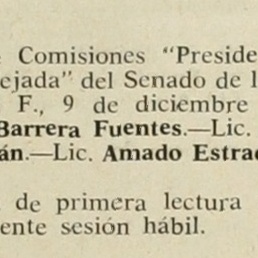 Comisiones "Preside
ejada" del Senado de l
F., 9 de diciembre
Barrera Fuentes.—Lic.
án.—Lic. Amado Estrad
de primera lectura
ente sesión hábil.